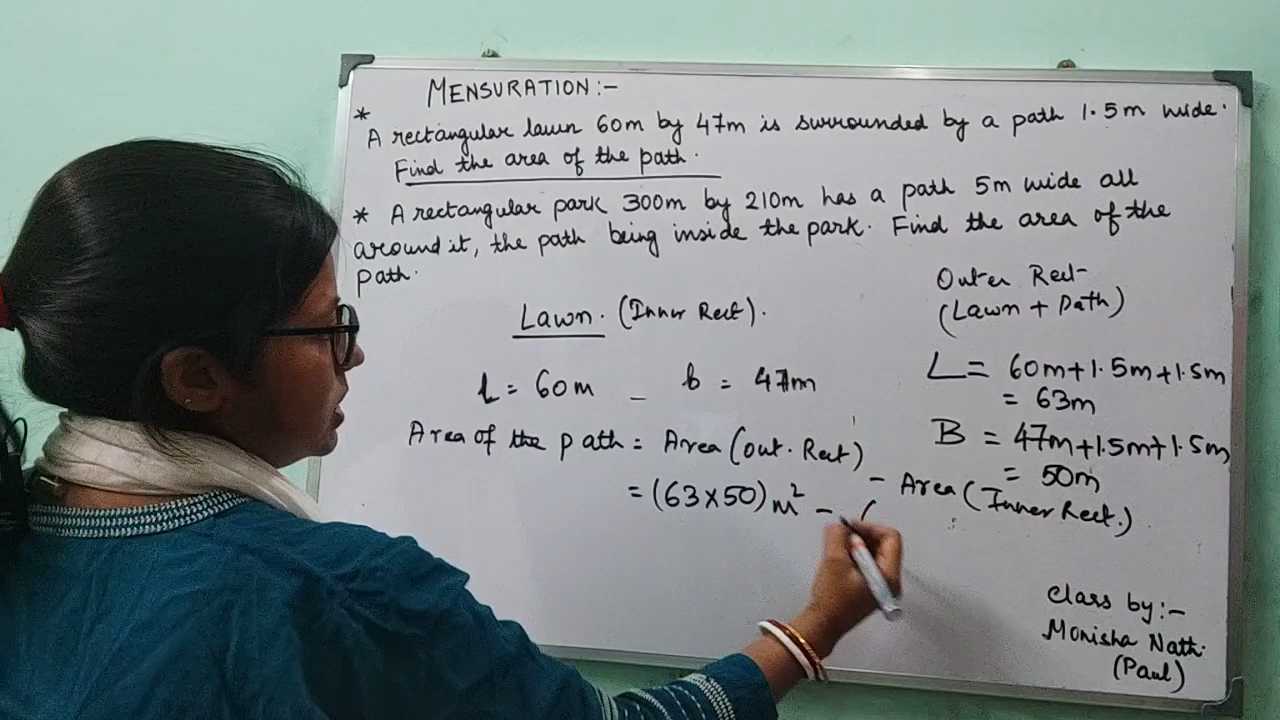 MENSURATION :-
* A rectangular lawn 60m by 47m is surrounded by a path 1.5m wide.
Find the area of the path.
* A rectangular park 300m by 210m has a path 5m wide all
around it, the path being inside the park. Find the area of the
path.
Lawn. (Inner Rect).
l = 60m b = 47m
Outer Rect-
(Lawn + Path)
L = 60m+1.5m+1.5m
= 63m
B = 47m+1.5m+1.5m
= 50m
Area of the path = Area (out. Rect)
- Area (Inner Rect.)
= (63×50) m² - (
Class by:-
Monisha Nath.
(Paul)